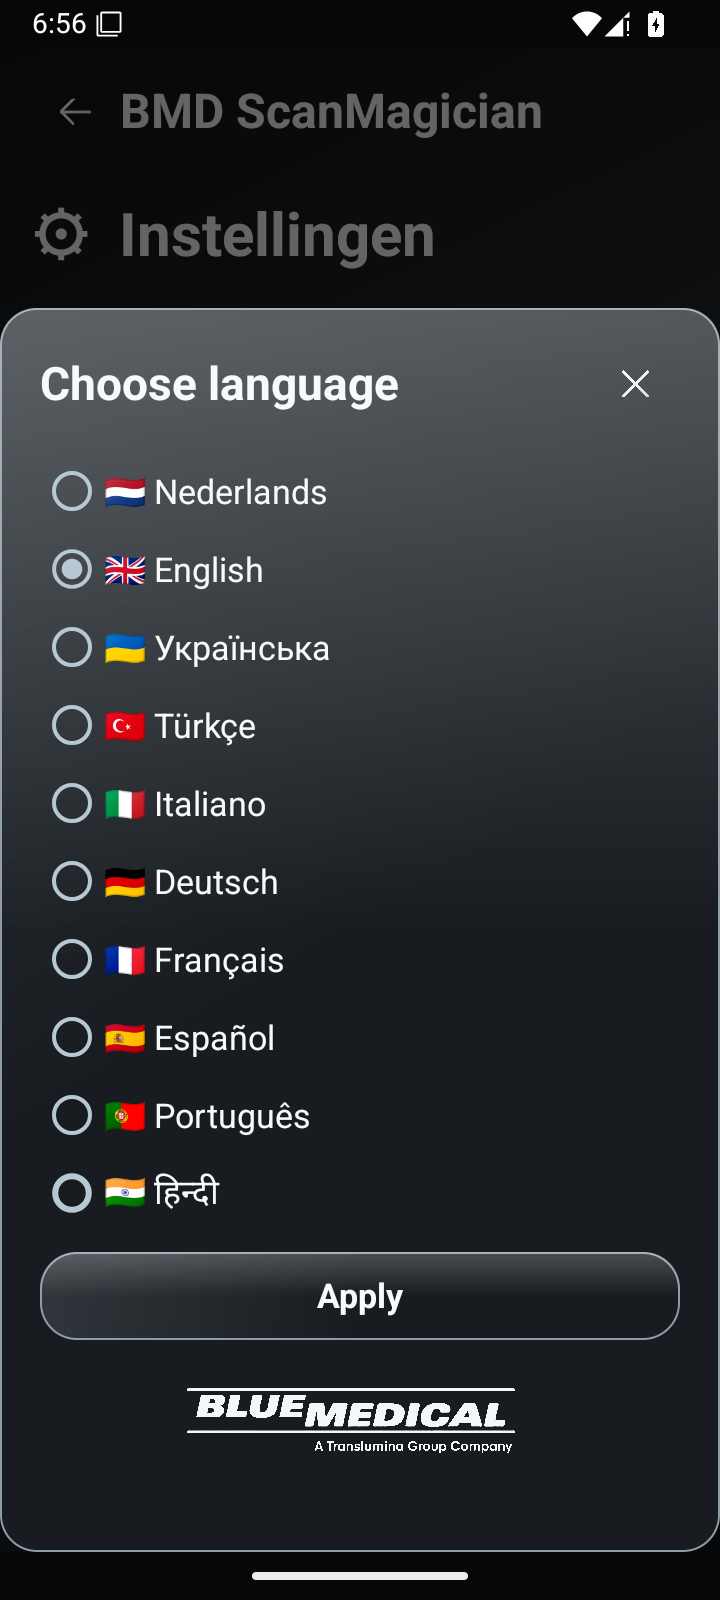 6:56
BMD ScanMagician
Instellingen
Choose language
Nederlands
English
Українська
Türkçe
Italiano
Deutsch
Français
Español
Português
हिन्दी
Apply
BLUEMEDICAL
A Translumina Group Company